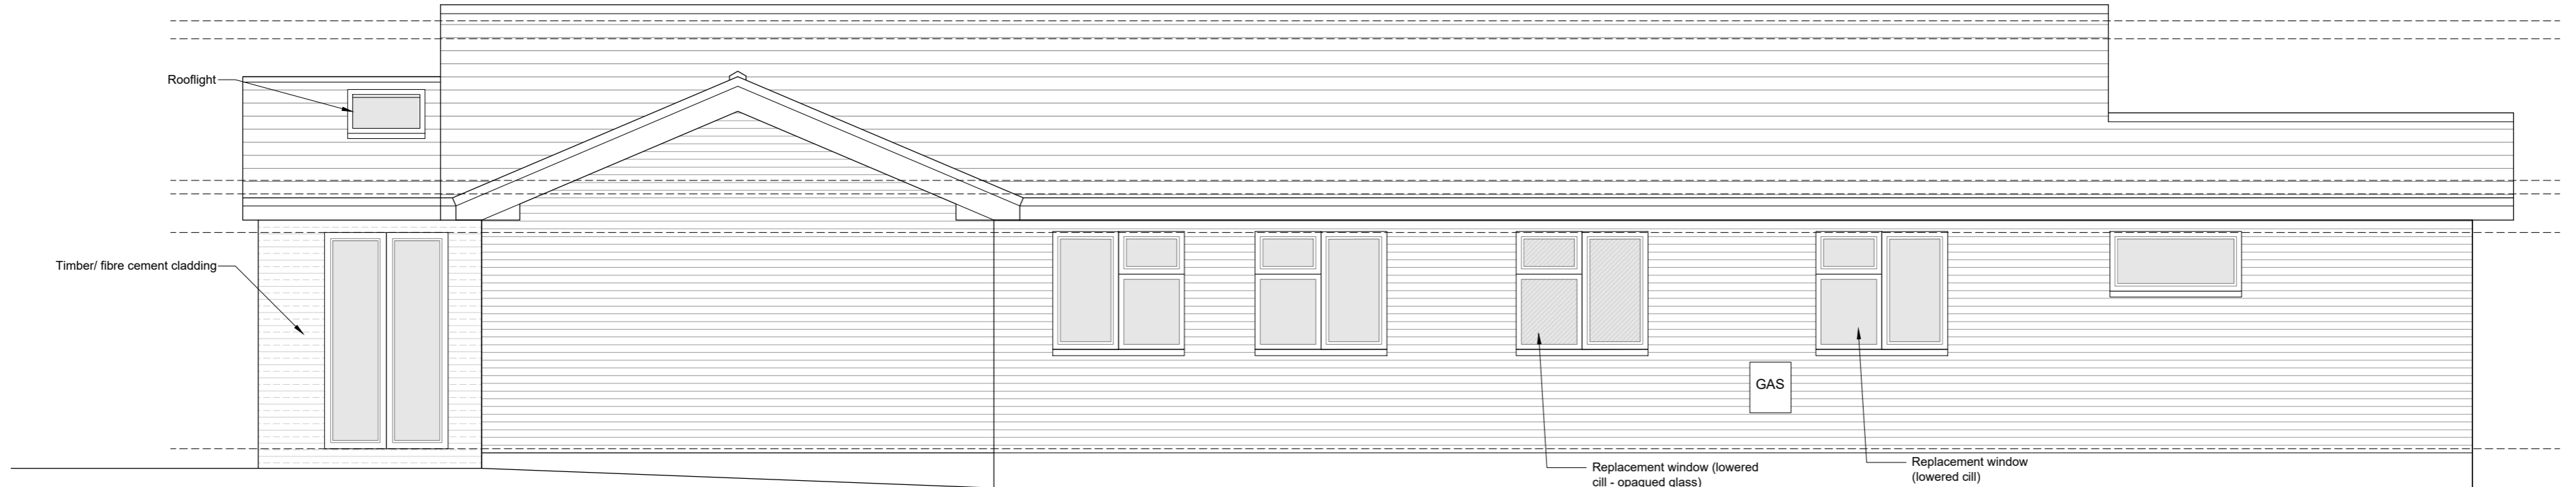 Rooflight
Timber/ fibre cement cladding
GAS
Replacement window (lowered
cill - opaqued glass)
Replacement window
(lowered cill)